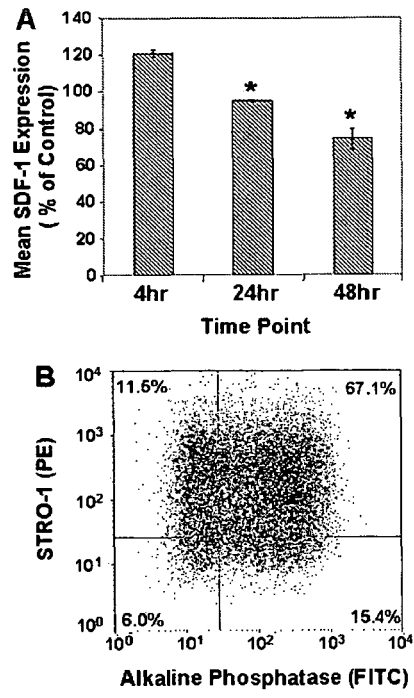 A
Mean SDF-1 Expression
( % of Control)
140
120
100
80
60
40
20
0
*
*
4hr 24hr 48hr
Time Point
B
11.5% 67.1%
STRO-1 (PE)
10⁴
10³
10²
10¹
10⁰
6.0% 15.4%
10⁰ 10¹ 10² 10³ 10⁴
Alkaline Phosphatase (FITC)